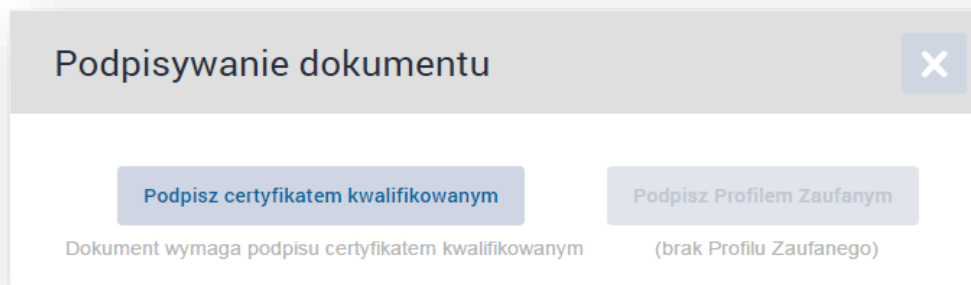 Podpisywanie dokumentu
Podpisz certyfikatem kwalifikowanym
Podpisz Profilem Zaufanym
Dokument wymaga podpisu certyfikatem kwalifikowanym
(brak Profilu Zaufanego)